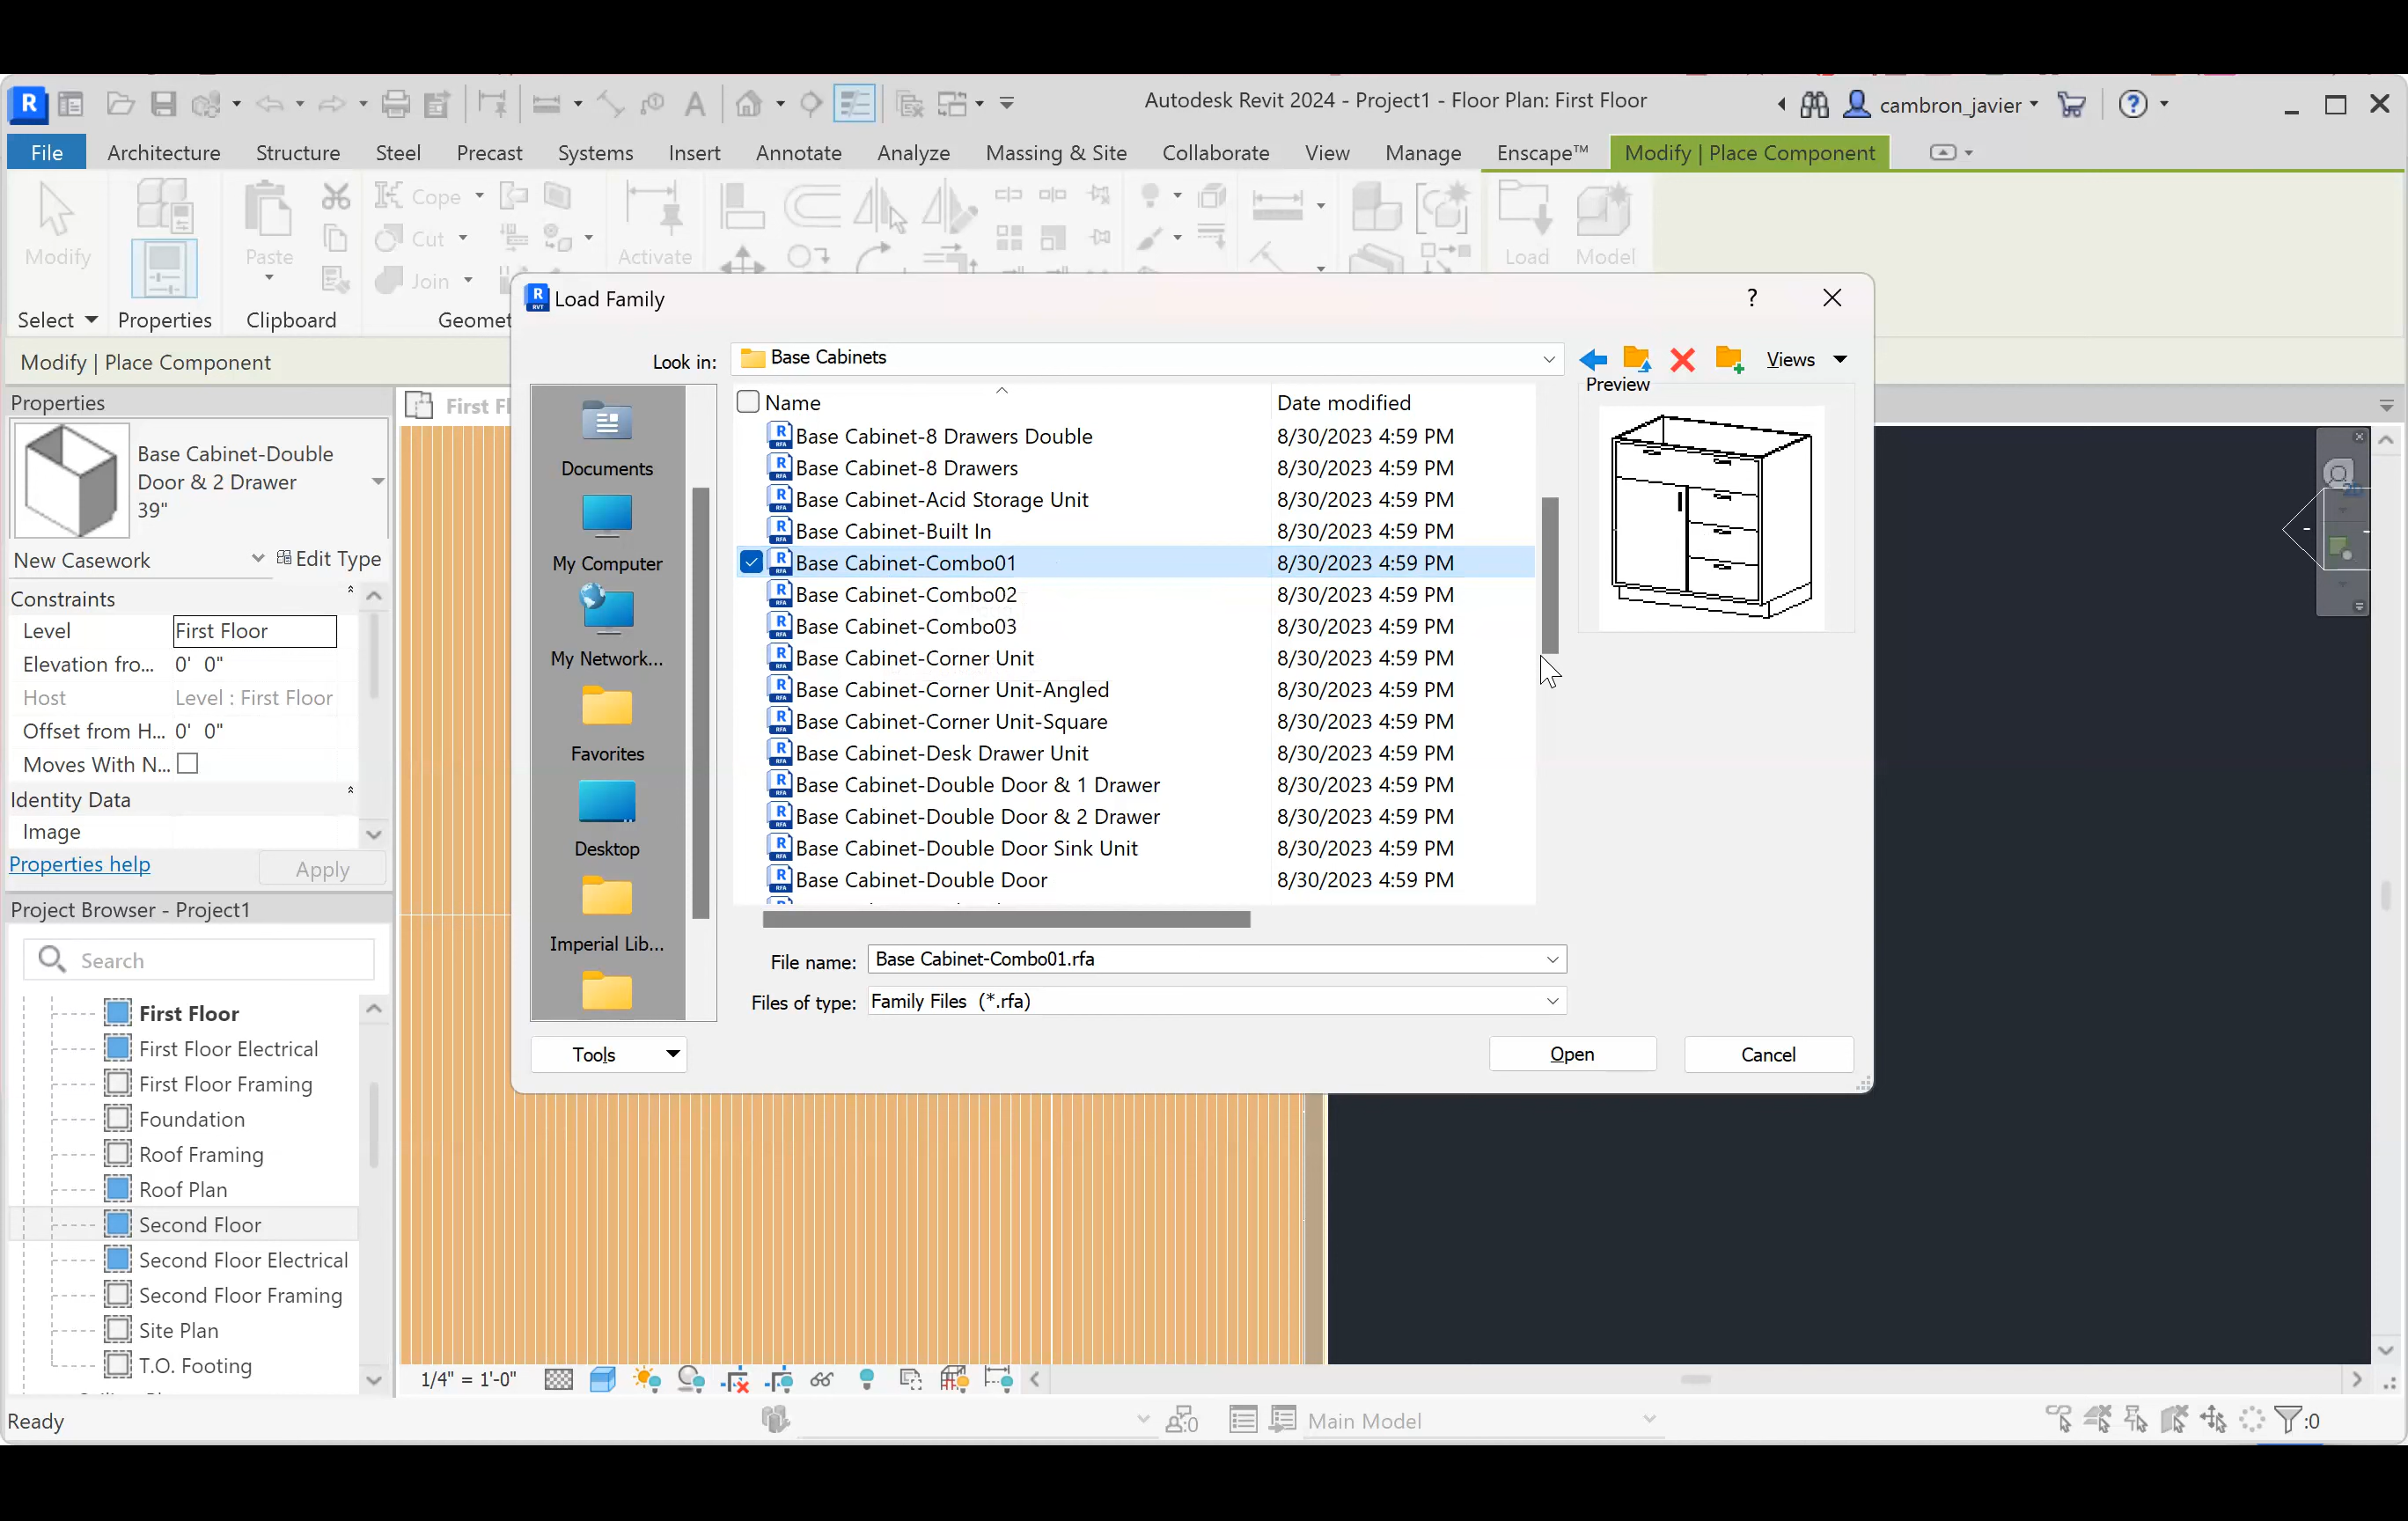 Autodesk Revit 2024 - Project1 - Floor Plan: First Floor
cambron_javier
File Architecture Structure Steel Precast Systems Insert Annotate Analyze Massing & Site Collaborate View Manage Enscape™ Modify | Place Component
Cope
Cut
Join
Modify
Paste
Activate
Load
Model
Select Properties Clipboard Geomet
Modify | Place Component
Properties
Base Cabinet-Double
Door & 2 Drawer
39"
New Casework Edit Type
Constraints
Level First Floor
Elevation fro... 0' 0"
Host Level : First Floor
Offset from H... 0' 0"
Moves With N...
Identity Data
Image
Properties help Apply
Project Browser - Project1
Search
First Floor
First Floor Electrical
First Floor Framing
Foundation
Roof Framing
Roof Plan
Second Floor
Second Floor Electrical
Second Floor Framing
Site Plan
T.O. Footing
First Fl
Load Family
Look in: Base Cabinets Views
Documents
My Computer
My Network...
Favorites
Desktop
Imperial Lib...
Name Date modified
Base Cabinet-8 Drawers Double 8/30/2023 4:59 PM
Base Cabinet-8 Drawers 8/30/2023 4:59 PM
Base Cabinet-Acid Storage Unit 8/30/2023 4:59 PM
Base Cabinet-Built In 8/30/2023 4:59 PM
Base Cabinet-Combo01 8/30/2023 4:59 PM
Base Cabinet-Combo02 8/30/2023 4:59 PM
Base Cabinet-Combo03 8/30/2023 4:59 PM
Base Cabinet-Corner Unit 8/30/2023 4:59 PM
Base Cabinet-Corner Unit-Angled 8/30/2023 4:59 PM
Base Cabinet-Corner Unit-Square 8/30/2023 4:59 PM
Base Cabinet-Desk Drawer Unit 8/30/2023 4:59 PM
Base Cabinet-Double Door & 1 Drawer 8/30/2023 4:59 PM
Base Cabinet-Double Door & 2 Drawer 8/30/2023 4:59 PM
Base Cabinet-Double Door Sink Unit 8/30/2023 4:59 PM
Base Cabinet-Double Door 8/30/2023 4:59 PM
Preview
File name: Base Cabinet-Combo01.rfa
Files of type: Family Files (*.rfa)
Tools Open Cancel
1/4" = 1'-0"
Ready
:0
Main Model
:0